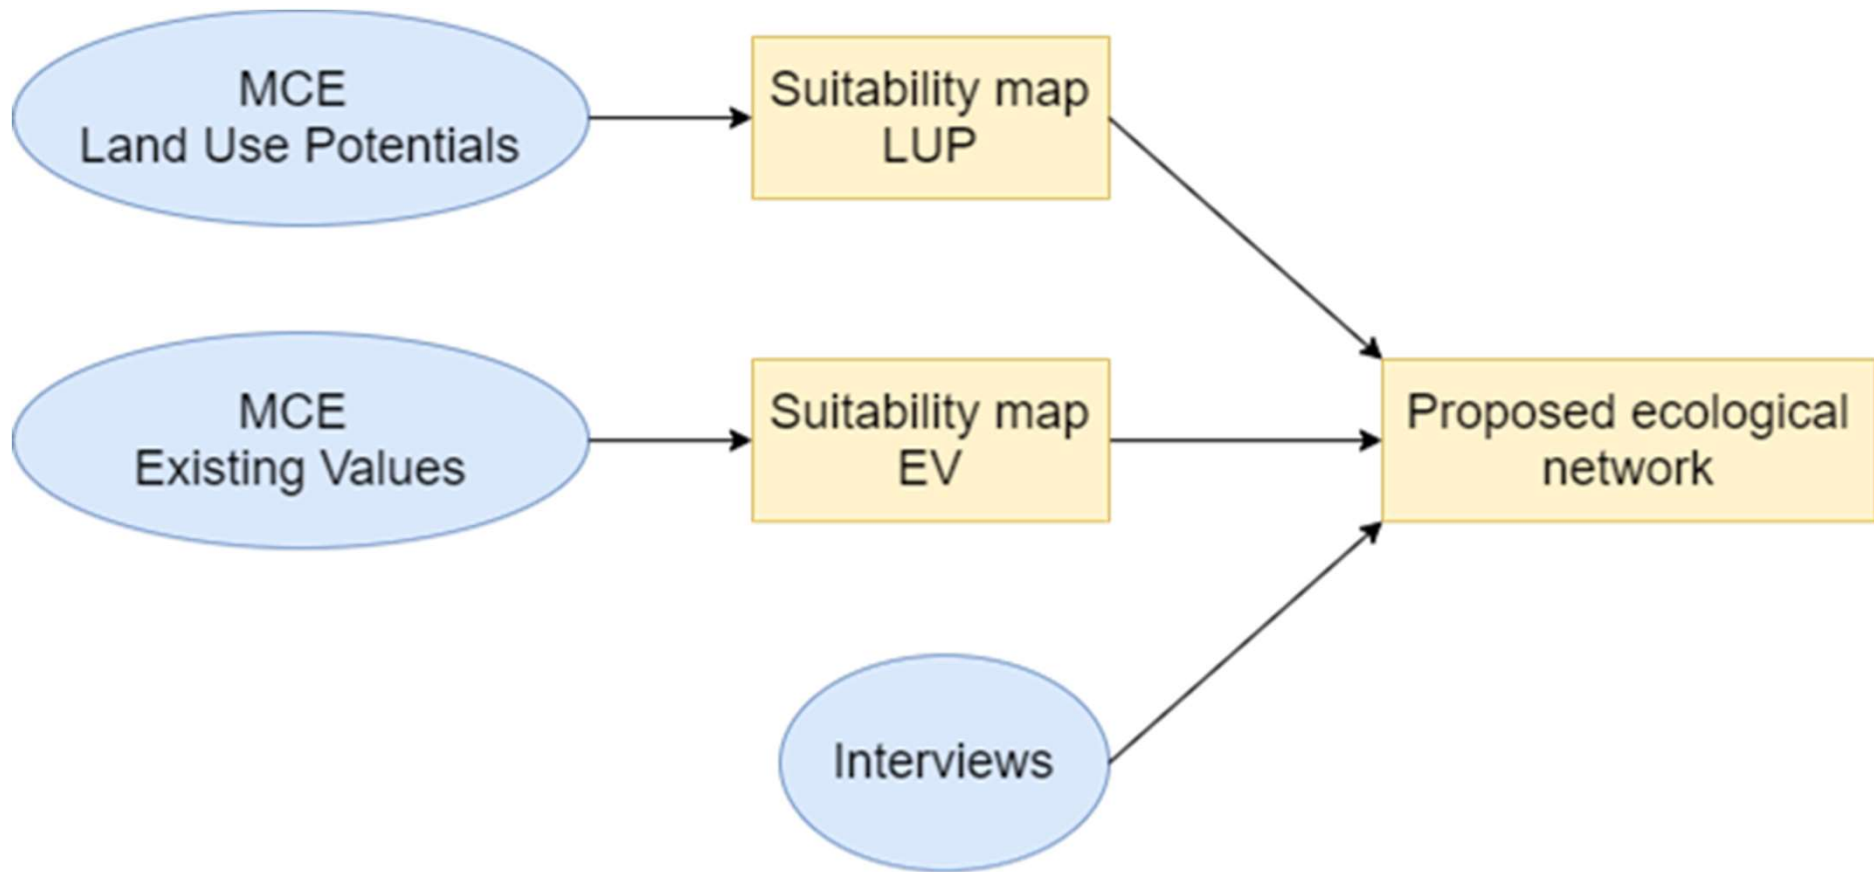 MCE
Land Use Potentials
Suitability map
LUP
MCE
Existing Values
Suitability map
EV
Proposed ecological
network
Interviews